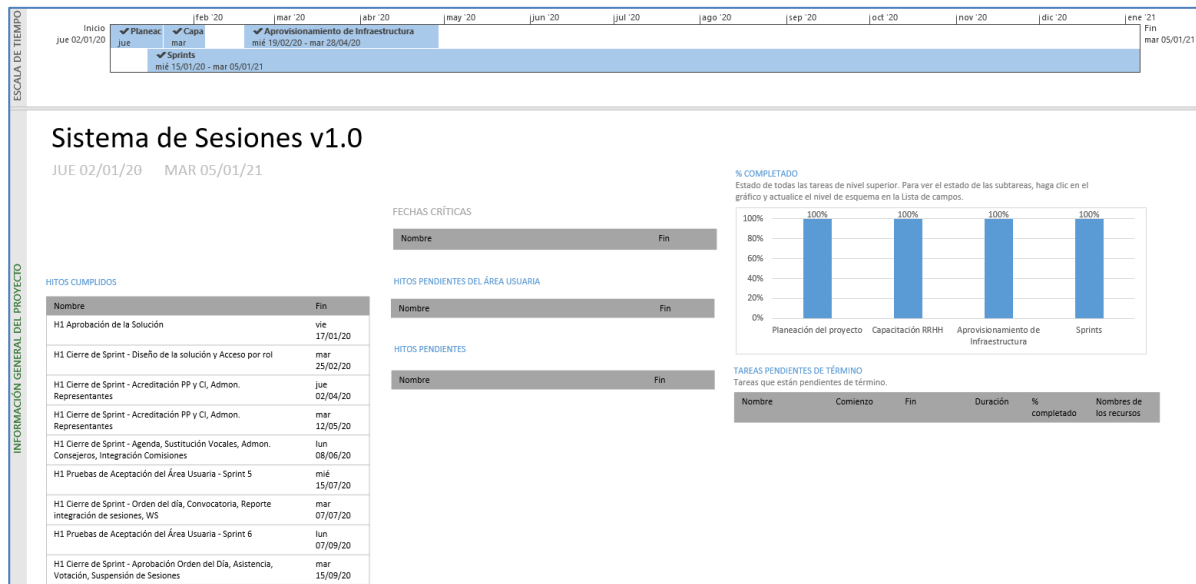 ESCALA DE TIEMPO
feb '20 mar '20 abr '20 may '20 jun '20 jul '20 ago '20 sep '20 oct '20 nov '20 dic '20 ene '21
Inicio
jue 02/01/20
✔Planeac
jue
✔Capa
mar
✔Aprovisionamiento de Infraestructura
mié 19/02/20 - mar 28/04/20
✔Sprints
mié 15/01/20 - mar 05/01/21
Fin
mar 05/01/21
INFORMACIÓN GENERAL DEL PROYECTO
Sistema de Sesiones v1.0
JUE 02/01/20 MAR 05/01/21
HITOS CUMPLIDOS
Nombre Fin
H1 Aprobación de la Solución vie
17/01/20
H1 Cierre de Sprint - Diseño de la solución y Acceso por rol mar
25/02/20
H1 Cierre de Sprint - Acreditación PP y CI, Admon. jue
Representantes 02/04/20
H1 Cierre de Sprint - Acreditación PP y CI, Admon. mar
Representantes 12/05/20
H1 Cierre de Sprint - Agenda, Sustitución Vocales, Admon. lun
Consejeros, Integración Comisiones 08/06/20
H1 Pruebas de Aceptación del Área Usuaria - Sprint 5 mié
15/07/20
H1 Cierre de Sprint - Orden del día, Convocatoria, Reporte mar
integración de sesiones, WS 07/07/20
H1 Pruebas de Aceptación del Área Usuaria - Sprint 6 lun
07/09/20
H1 Cierre de Sprint - Aprobación Orden del Día, Asistencia, mar
Votación, Suspensión de Sesiones 15/09/20
FECHAS CRÍTICAS
Nombre Fin
HITOS PENDIENTES DEL ÁREA USUARIA
Nombre Fin
HITOS PENDIENTES
Nombre Fin
% COMPLETADO
Estado de todas las tareas de nivel superior. Para ver el estado de las subtareas, haga clic en el
gráfico y actualice el nivel de esquema en la Lista de campos.
100% 100% 100% 100%
100%
80%
60%
40%
20%
0%
Planeación del proyecto Capacitación RRHH Aprovisionamiento de Sprints
Infraestructura
TAREAS PENDIENTES DE TÉRMINO
Tareas que están pendientes de término.
Nombre Comienzo Fin Duración % Nombres de
completado los recursos